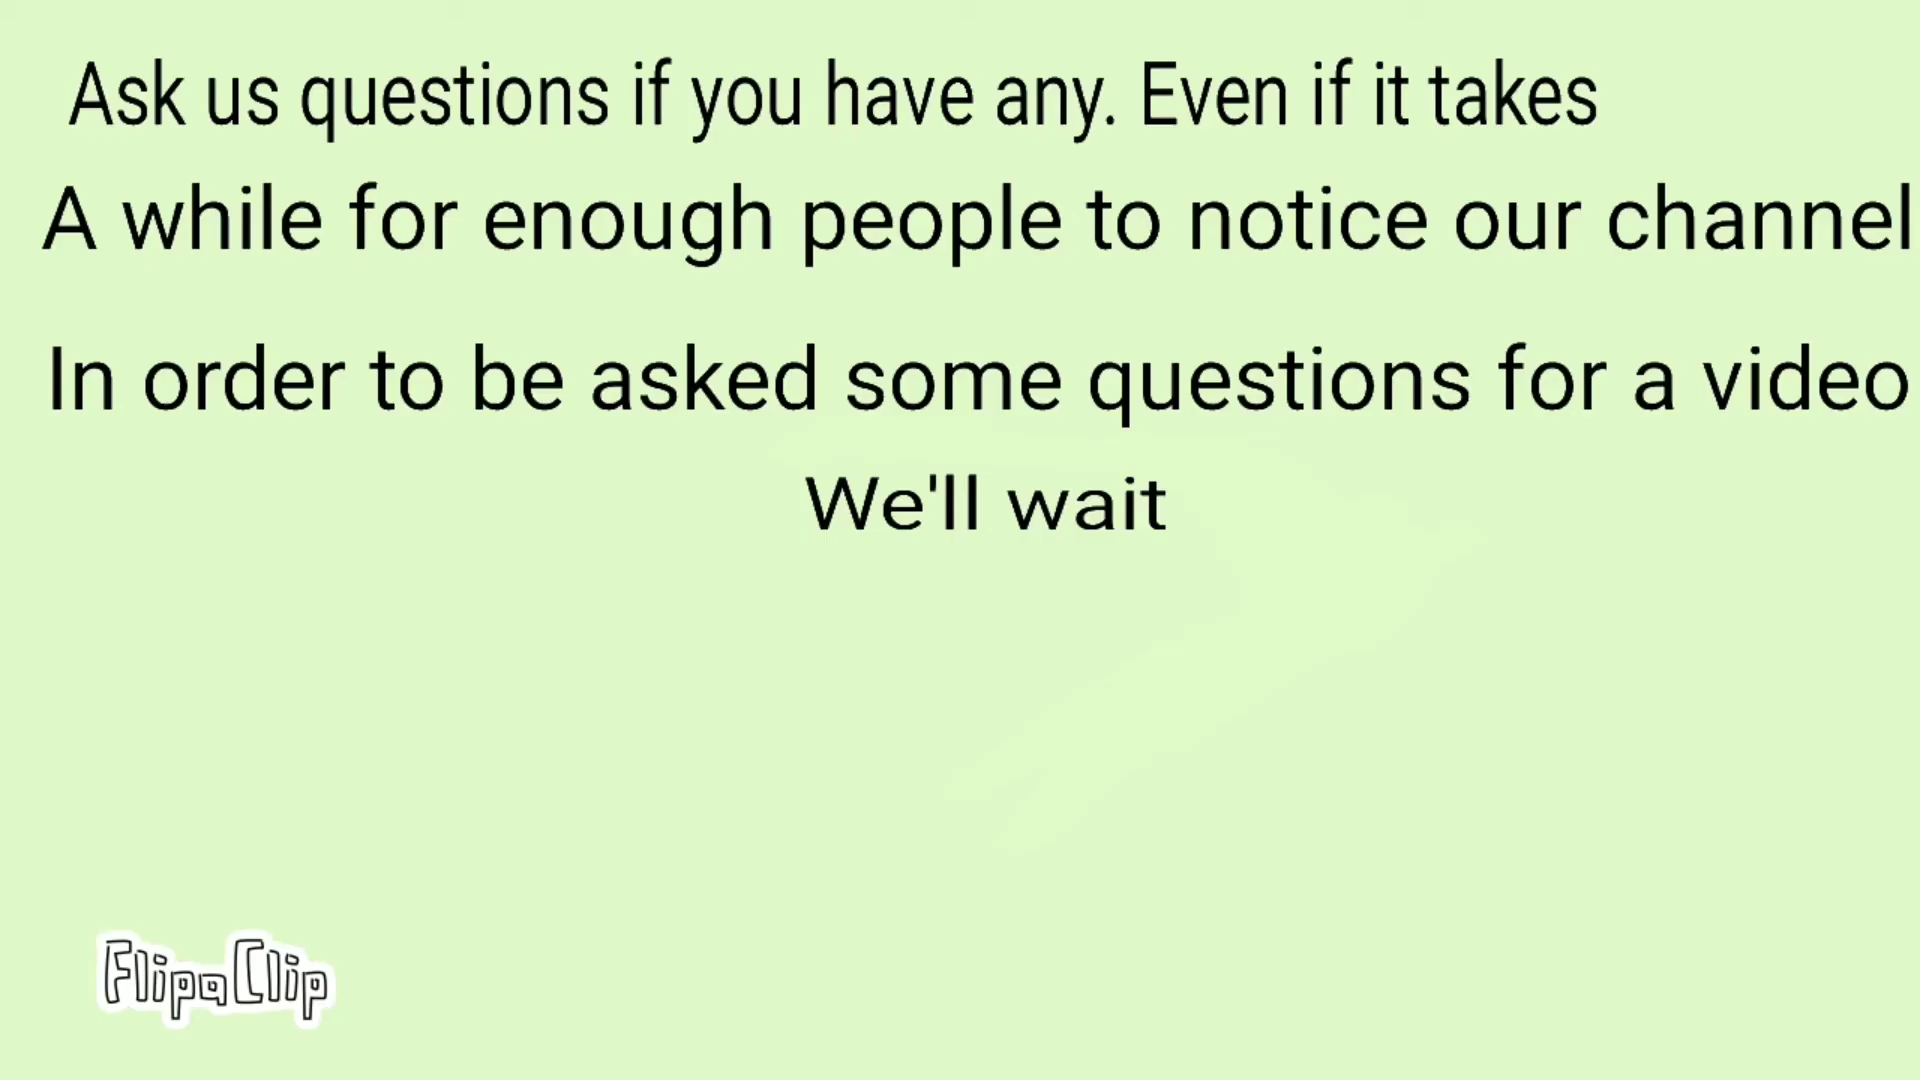 Ask us questions if you have any. Even if it takes
A while for enough people to notice our channel
In order to be asked some questions for a video
We'll wait
FlipaClip